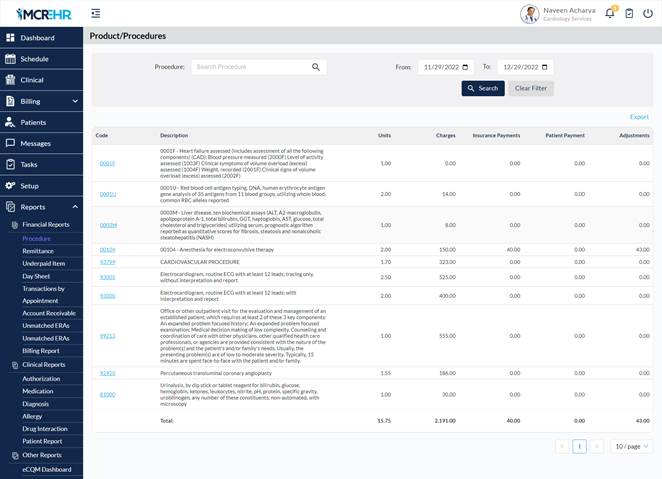 MCREHR
Naveen Acharya
Cardiology Services
Dashboard
Schedule
Clinical
Billing
Patients
Messages
Tasks
Setup
Reports
Financial Reports
Procedure
Remittance
Underpaid Item
Day Sheet
Transactions by
Appointment
Account Receivable
Unmatched ERAs
Unmatched ERAs
Billing Report
Clinical Reports
Authorization
Medication
Diagnosis
Allergy
Drug Interaction
Patient Report
Other Reports
eCQM Dashboard
Product/Procedures
Procedure: Search Procedure From: 11/29/2022 To: 12/29/2022
Search Clear Filter
Export
Code Description Units Charges Insurance Payments Patient Payment Adjustments
0001F 0001F - Heart failure assessed (includes assessment of all the following
components) (CAD): Blood pressure measured (2000F) Level of activity
assessed (1003F) Clinical symptoms of volume overload (excess)
assessed (1004F) Weight, recorded (2001F) Clinical signs of volume
overload (excess) assessed (2002F) 1.00 0.00 0.00 0.00 0.00
0001U 0001U - Red blood cell antigen typing, DNA, human erythrocyte antigen
gene analysis of 35 antigens from 11 blood groups, utilizing whole blood,
common RBC alleles reported 2.00 14.00 0.00 0.00 0.00
0003M 0003M - Liver disease, ten biochemical assays (ALT, A2-macroglobulin,
apolipoprotein A-1, total bilirubin, GGT, haptoglobin, AST, glucose, total
cholesterol and triglycerides) utilizing serum, prognostic algorithm
reported as quantitative scores for fibrosis, steatosis and nonalcoholic
steatohepatitis (NASH) 1.00 8.00 0.00 0.00 0.00
00104 00104 - Anesthesia for electroconvulsive therapy 2.00 150.00 40.00 0.00 43.00
93799 CARDIOVASCULAR PROCEDURE 1.70 323.00 0.00 0.00 0.00
93005 Electrocardiogram, routine ECG with at least 12 leads; tracing only,
without interpretation and report 2.50 525.00 0.00 0.00 0.00
93000 Electrocardiogram, routine ECG with at least 12 leads; with
interpretation and report 2.00 400.00 0.00 0.00 0.00
99213 Office or other outpatient visit for the evaluation and management of an
established patient, which requires at least 2 of these 3 key components:
An expanded problem focused history; An expanded problem focused
examination; Medical decision making of low complexity. Counseling and
coordination of care with other physicians, other qualified health care
professionals, or agencies are provided consistent with the nature of the
problem(s) and the patient's and/or family's needs. Usually, the
presenting problem(s) are of low to moderate severity. Typically, 15
minutes are spent face-to-face with the patient and/or family. 1.00 555.00 0.00 0.00 0.00
92920 Percutaneous transluminal coronary angioplasty 1.55 186.00 0.00 0.00 0.00
81000 Urinalysis, by dip stick or tablet reagent for bilirubin, glucose,
hemoglobin, ketones, leukocytes, nitrite, pH, protein, specific gravity,
urobilinogen, any number of these constituents; non-automated, with
microscopy 1.00 30.00 0.00 0.00 0.00
Total: 15.75 2,191.00 40.00 0.00 43.00
< 1 > 10 / page